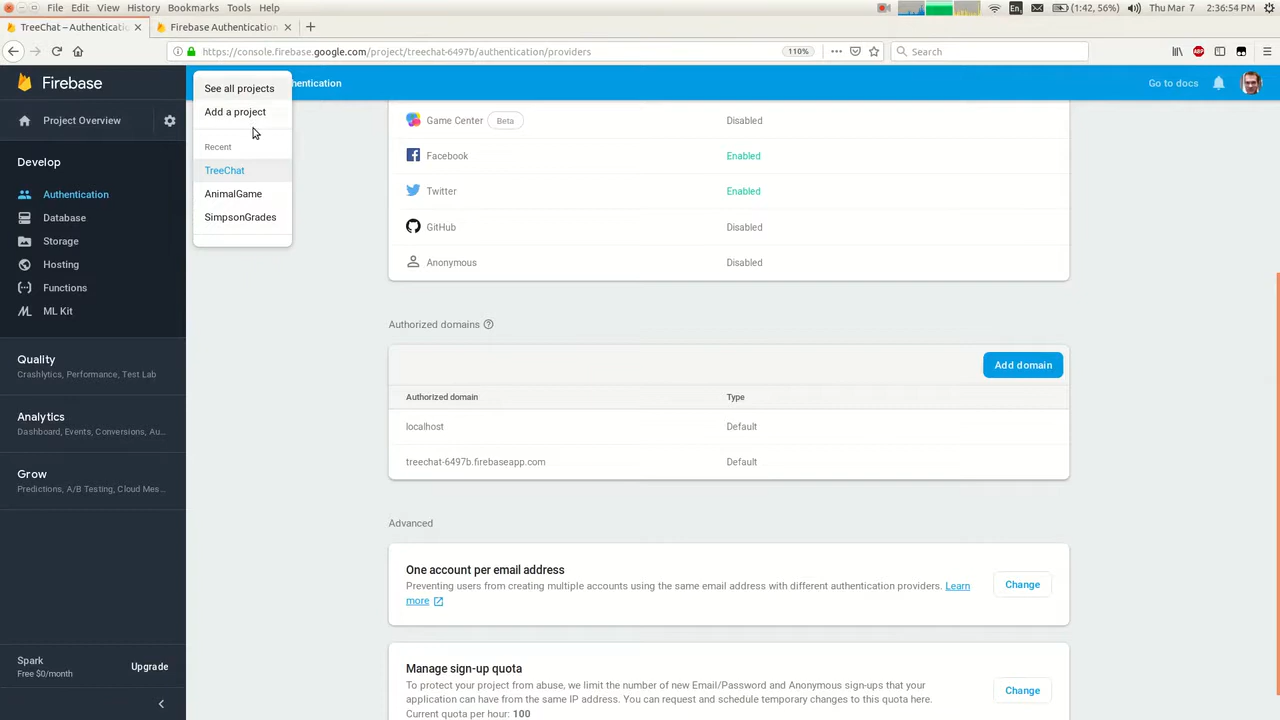 File Edit View History Bookmarks Tools Help
En (1:42, 56%) Thu Mar 7 2:36:54 PM
TreeChat – Authenticatio
Firebase Authentication
https://console.firebase.google.com/project/treechat-6497b/authentication/providers
110%
Search
ABP
Firebase
Project Overview
Develop
Authentication
Database
Storage
Hosting
Functions
ML Kit
Quality
Crashlytics, Performance, Test Lab
Analytics
Dashboard, Events, Conversions, Au...
Grow
Predictions, A/B Testing, Cloud Mes...
Spark
Free $0/month
Upgrade
See all projects
Add a project
Recent
TreeChat
AnimalGame
SimpsonGrades
hentication
Go to docs
Game Center Beta Disabled
Facebook Enabled
Twitter Enabled
GitHub Disabled
Anonymous Disabled
Authorized domains
Add domain
Authorized domain Type
localhost Default
treechat-6497b.firebaseapp.com Default
Advanced
One account per email address
Preventing users from creating multiple accounts using the same email address with different authentication providers. Learn
more
Change
Manage sign-up quota
To protect your project from abuse, we limit the number of new Email/Password and Anonymous sign-ups that your
application can have from the same IP address. You can request and schedule temporary changes to this quota here.
Current quota per hour: 100
Change